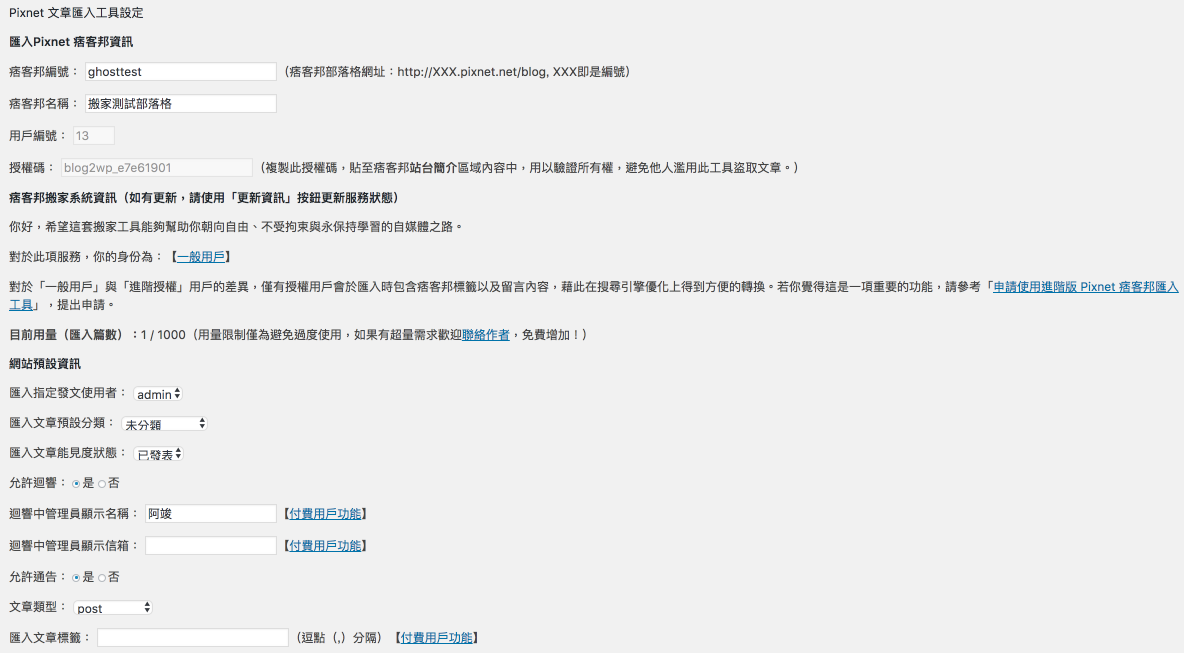 Pixnet 文章匯入工具設定
匯入Pixnet 痞客邦資訊
痞客邦編號： ghosttest （痞客邦部落格網址：http://XXX.pixnet.net/blog, XXX即是編號）
痞客邦名稱： 搬家測試部落格
用戶編號： 13
授權碼： blog2wp_e7e61901 （複製此授權碼，貼至痞客邦站台簡介區域內容中，用以驗證所有權，避免他人濫用此工具盜取文章。）
痞客邦搬家系統資訊（如有更新，請使用「更新資訊」按鈕更新服務狀態）
你好，希望這套搬家工具能夠幫助你朝向自由、不受拘束與永保持學習的自媒體之路。
對於此項服務，你的身份為：【一般用戶】
對於「一般用戶」與「進階授權」用戶的差異，僅有授權用戶會於匯入時包含痞客邦標籤以及留言內容，藉此在搜尋引擎優化上得到方便的轉換。若你覺得這是一項重要的功能，請參考「申請使用進階版 Pixnet 痞客邦匯入
工具」，提出申請。
目前用量（匯入篇數）：1 / 1000（用量限制僅為避免過度使用，如果有超量需求歡迎聯絡作者，免費增加！）
網站預設資訊
匯入指定發文使用者： admin
匯入文章預設分類： 未分類
匯入文章能見度狀態： 已發表
允許迴響： 是 否
迴響中管理員顯示名稱： 阿竣 【付費用戶功能】
迴響中管理員顯示信箱： 【付費用戶功能】
允許通告： 是 否
文章類型： post
匯入文章標籤： （逗點（,）分隔）【付費用戶功能】